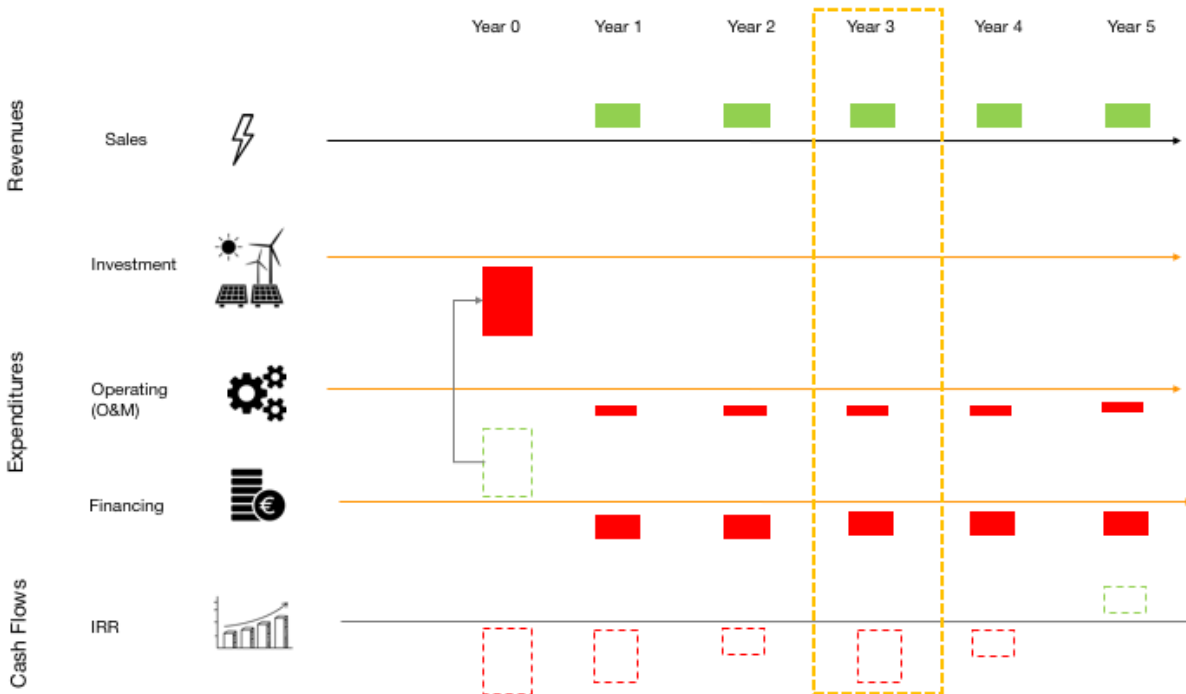 Year 0
Year 1
Year 2
Year 3
Year 4
Year 5
Revenues
Sales
Investment
Expenditures
Operating
(O&M)
Financing
€
Cash Flows
IRR